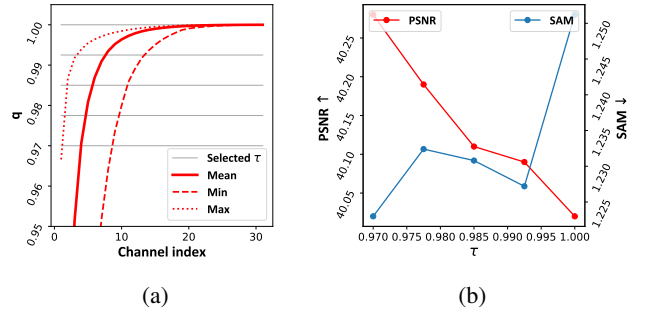 1.00
0.99
0.98
0.97
0.96
0.95
q
Selected τ
Mean
Min
Max
0 10 20 30
Channel index
(a)
PSNR
SAM
40.25
40.20
40.15
40.10
40.05
PSNR ↑
1.250
1.245
1.240
1.235
1.230
1.225
SAM ↓
0.970 0.975 0.980 0.985 0.990 0.995 1.000
τ
(b)